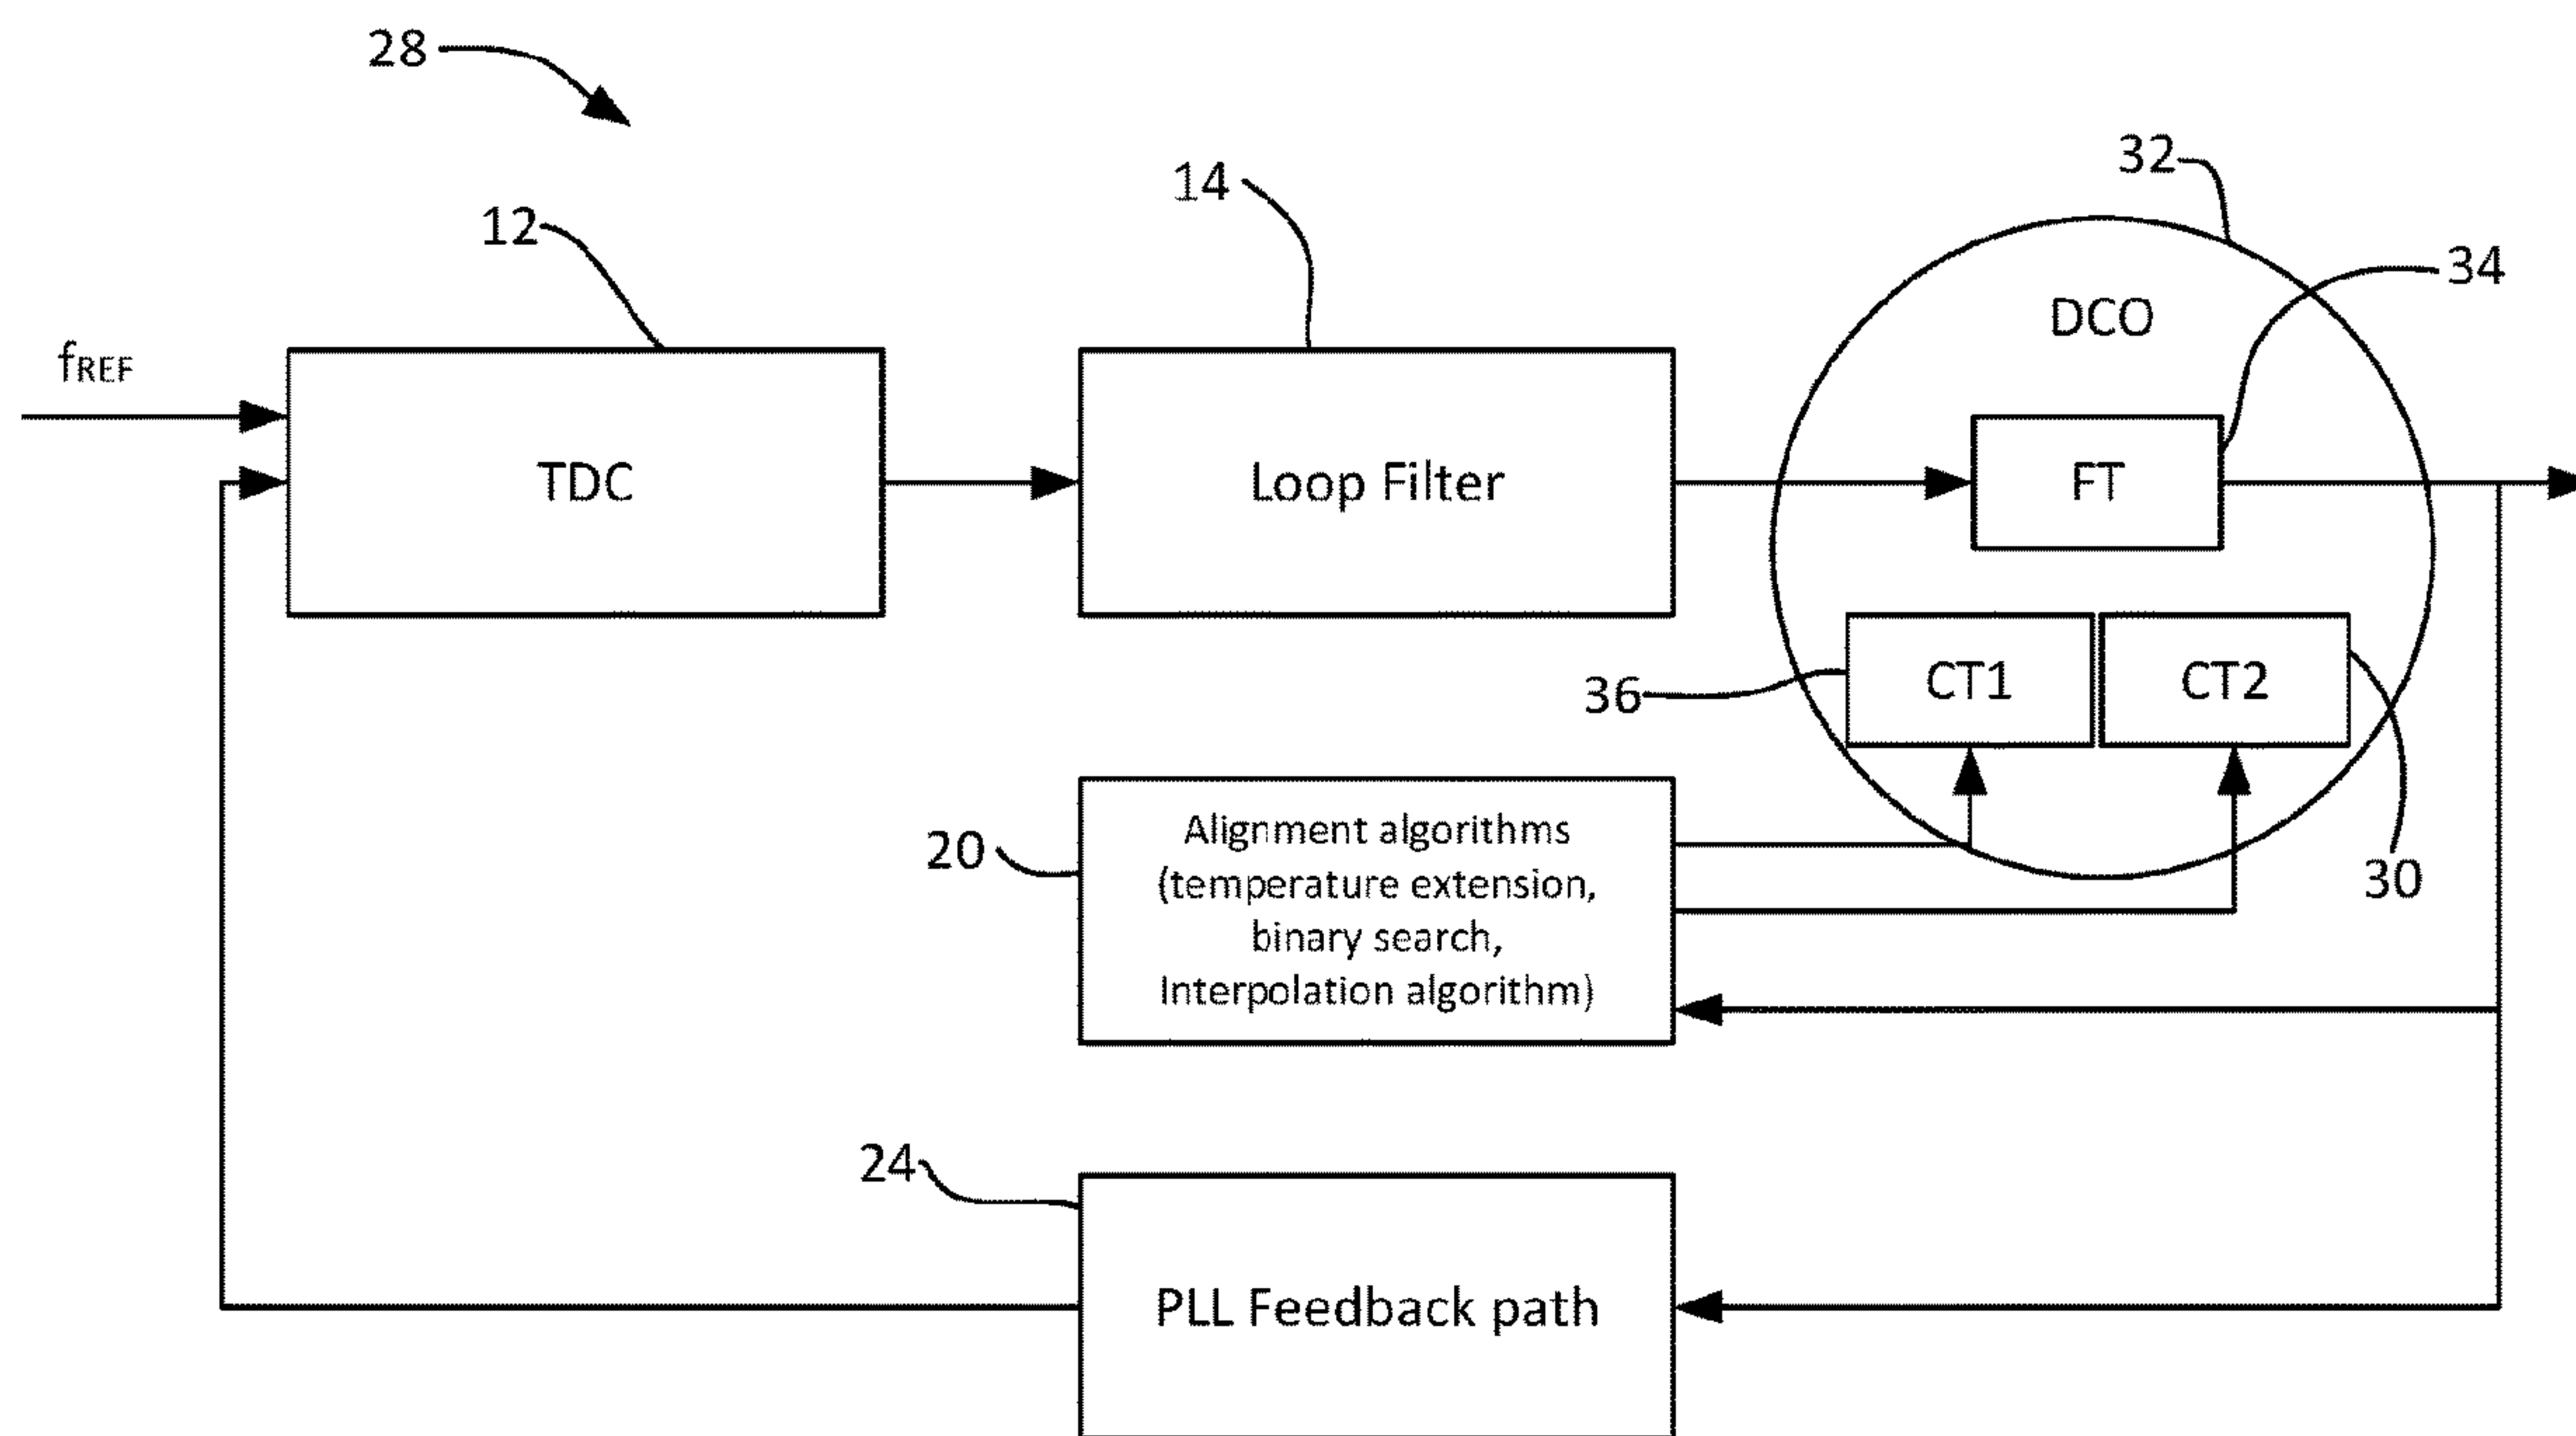 28
32
14
34
12
DCO
fREF
TDC
Loop Filter
FT
CT1
CT2
36
20
Alignment algorithms
(temperature extension,
binary search,
Interpolation algorithm)
30
24
PLL Feedback path